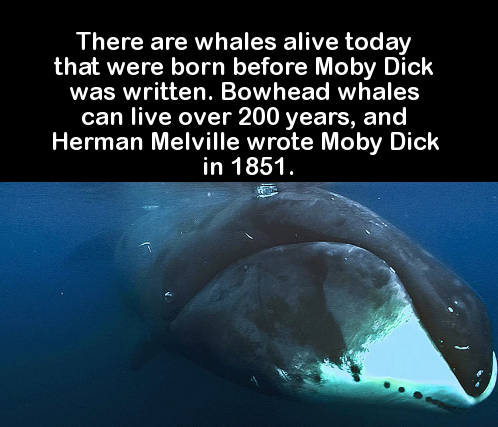 There are whales alive today
that were born before Moby Dick
was written. Bowhead whales
can live over 200 years, and
Herman Melville wrote Moby Dick
in 1851.